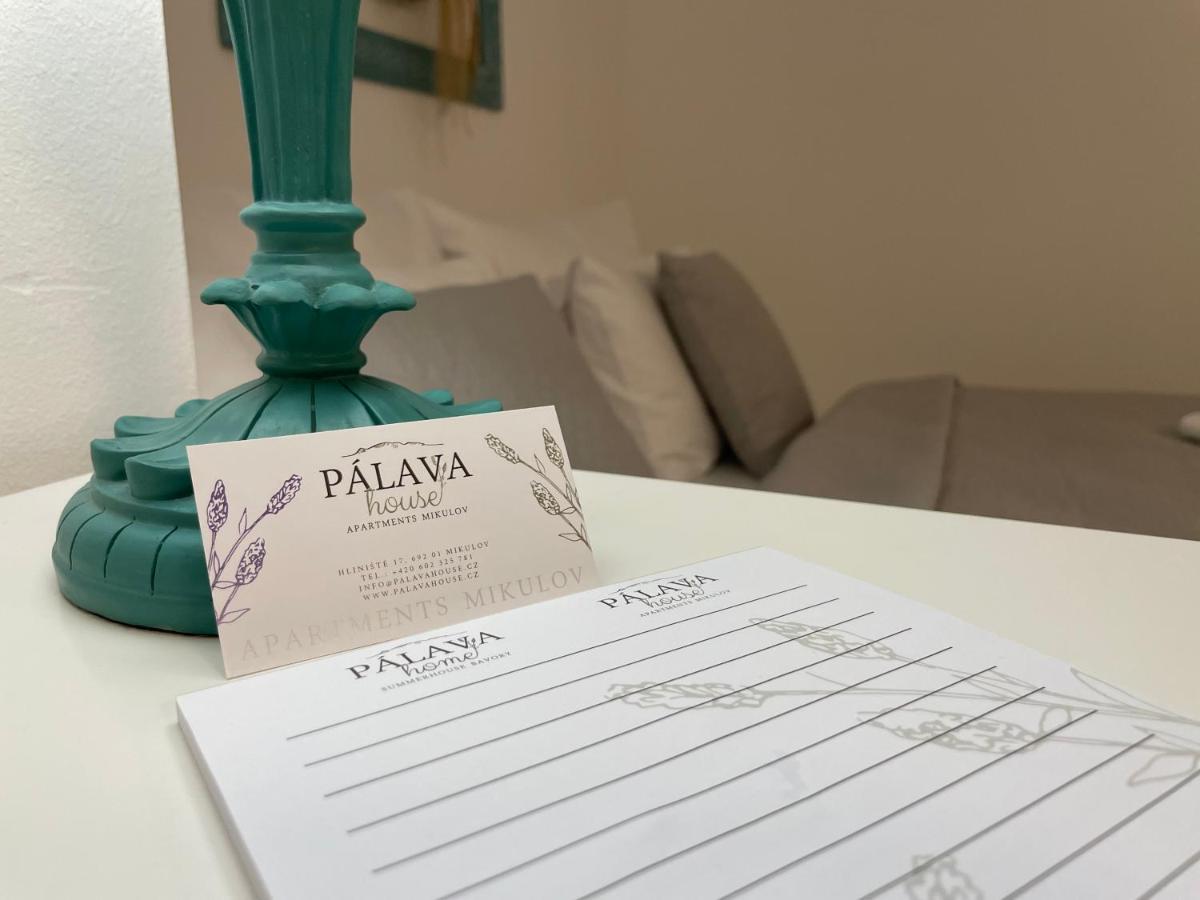 PÁLAVA
house
APARTMENTS MIKULOV
HLINIŠTE 17, 692 01 MIKULOV
TEL.: +420 602 325 781
INFO@PALAVAHOUSE.CZ
WWW.PALAVAHOUSE.CZ
APARTMENTS MIKULOV
PÁLAVA
home
SUMMERHOUSE BAVORY
PÁLAVA
house
APARTMENTS MIKULOV